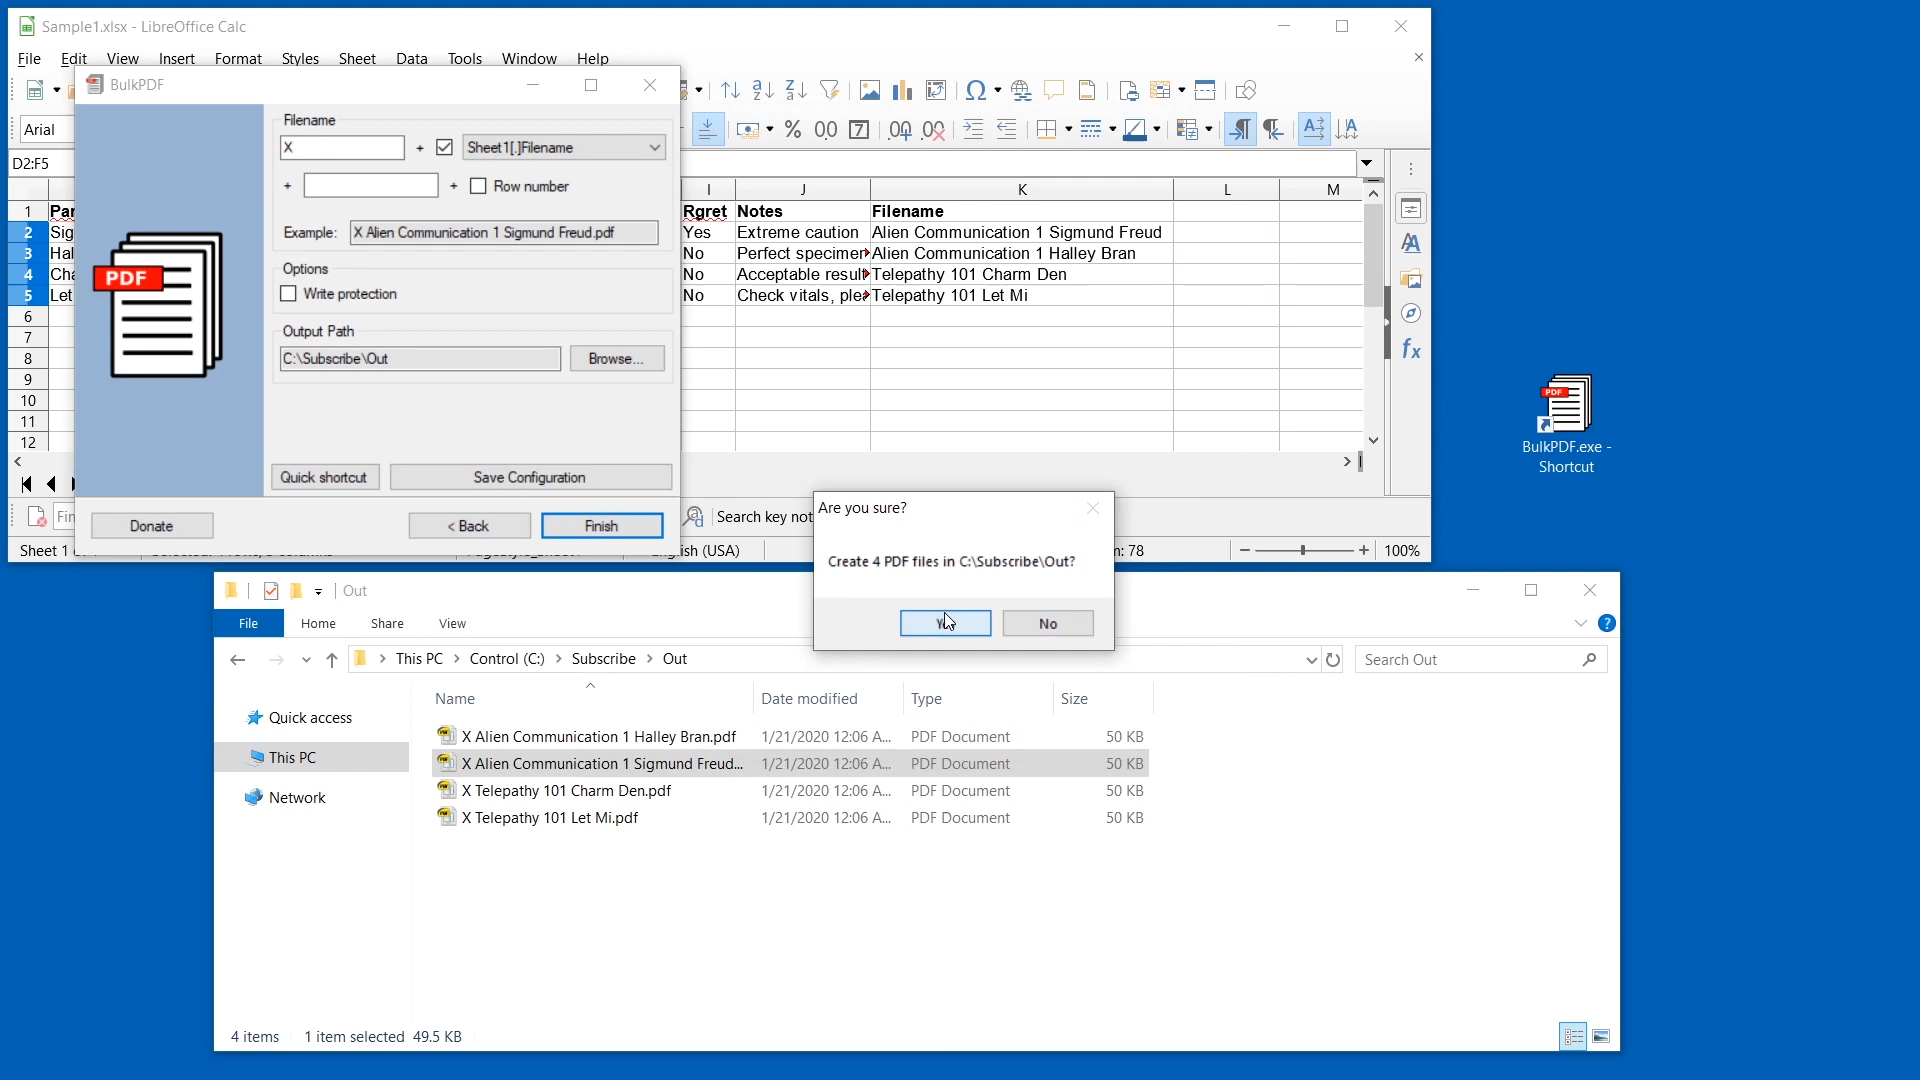 Sample1.xlsx - LibreOffice Calc
File Edit View Insert Format Styles Sheet Data Tools Window Help
BulkPDF
Arial
D2:F5
Filename
X + Sheet1[.]Filename
+ + Row number
Example: X Alien Communication 1 Sigmund Freud.pdf
Options
Write protection
Output Path
C:\Subscribe\Out Browse...
Quick shortcut Save Configuration
Donate < Back Finish
PDF
I J K L M
1 Par Rgret Notes Filename
2 Sig Yes Extreme caution Alien Communication 1 Sigmund Freud
3 Hal No Perfect specimer Alien Communication 1 Halley Bran
4 Cha No Acceptable result Telepathy 101 Charm Den
5 Let No Check vitals, plea Telepathy 101 Let Mi
6
7
8
9
10
11
12
Fin Search key not
Sheet 1 English (USA) 78 100%
PDF
BulkPDF.exe -
Shortcut
Are you sure?
Create 4 PDF files in C:\Subscribe\Out?
No
Out
File Home Share View
This PC > Control (C:) > Subscribe > Out
Search Out
Quick access
This PC
Network
Name Date modified Type Size
X Alien Communication 1 Halley Bran.pdf 1/21/2020 12:06 A... PDF Document 50 KB
X Alien Communication 1 Sigmund Freud... 1/21/2020 12:06 A... PDF Document 50 KB
X Telepathy 101 Charm Den.pdf 1/21/2020 12:06 A... PDF Document 50 KB
X Telepathy 101 Let Mi.pdf 1/21/2020 12:06 A... PDF Document 50 KB
4 items 1 item selected 49.5 KB